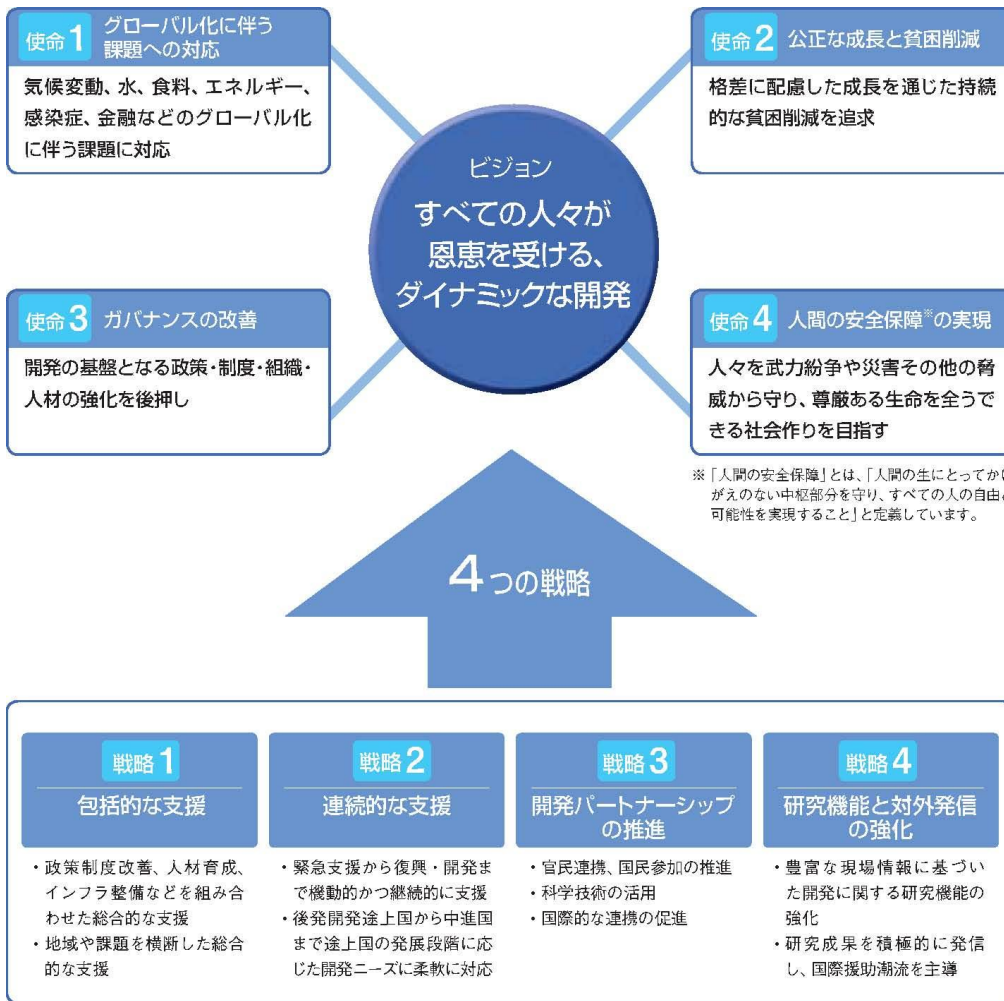 使命1 グローバル化に伴う
課題への対応
気候変動、水、食料、エネルギー、
感染症、金融などのグローバル化
に伴う課題に対応
使命2 公正な成長と貧困削減
格差に配慮した成長を通じた持続
的な貧困削減を追求
ビジョン
すべての人々が
恩恵を受ける、
ダイナミックな開発
使命3 ガバナンスの改善
開発の基盤となる政策・制度・組織・
人材の強化を後押し
使命4 人間の安全保障※の実現
人々を武力紛争や災害その他の脅
威から守り、尊厳ある生命を全うで
きる社会作りを目指す
※「人間の安全保障」とは、「人間の生にとってかけ
がえのない中枢部分を守り、すべての人の自由と
可能性を実現すること」と定義しています。
4つの戦略
戦略1
包括的な支援
・政策制度改善、人材育成、
インフラ整備などを組み合
わせた総合的な支援
・地域や課題を横断した総合
的な支援
戦略2
連続的な支援
・緊急支援から復興・開発ま
で機動的かつ継続的に支援
・後発開発途上国から中進国
まで途上国の発展段階に応
じた開発ニーズに柔軟に対応
戦略3
開発パートナーシップ
の推進
・官民連携、国民参加の推進
・科学技術の活用
・国際的な連携の促進
戦略4
研究機能と対外発信
の強化
・豊富な現場情報に基づい
た開発に関する研究機能の
強化
・研究成果を積極的に発信
し、国際援助潮流を主導